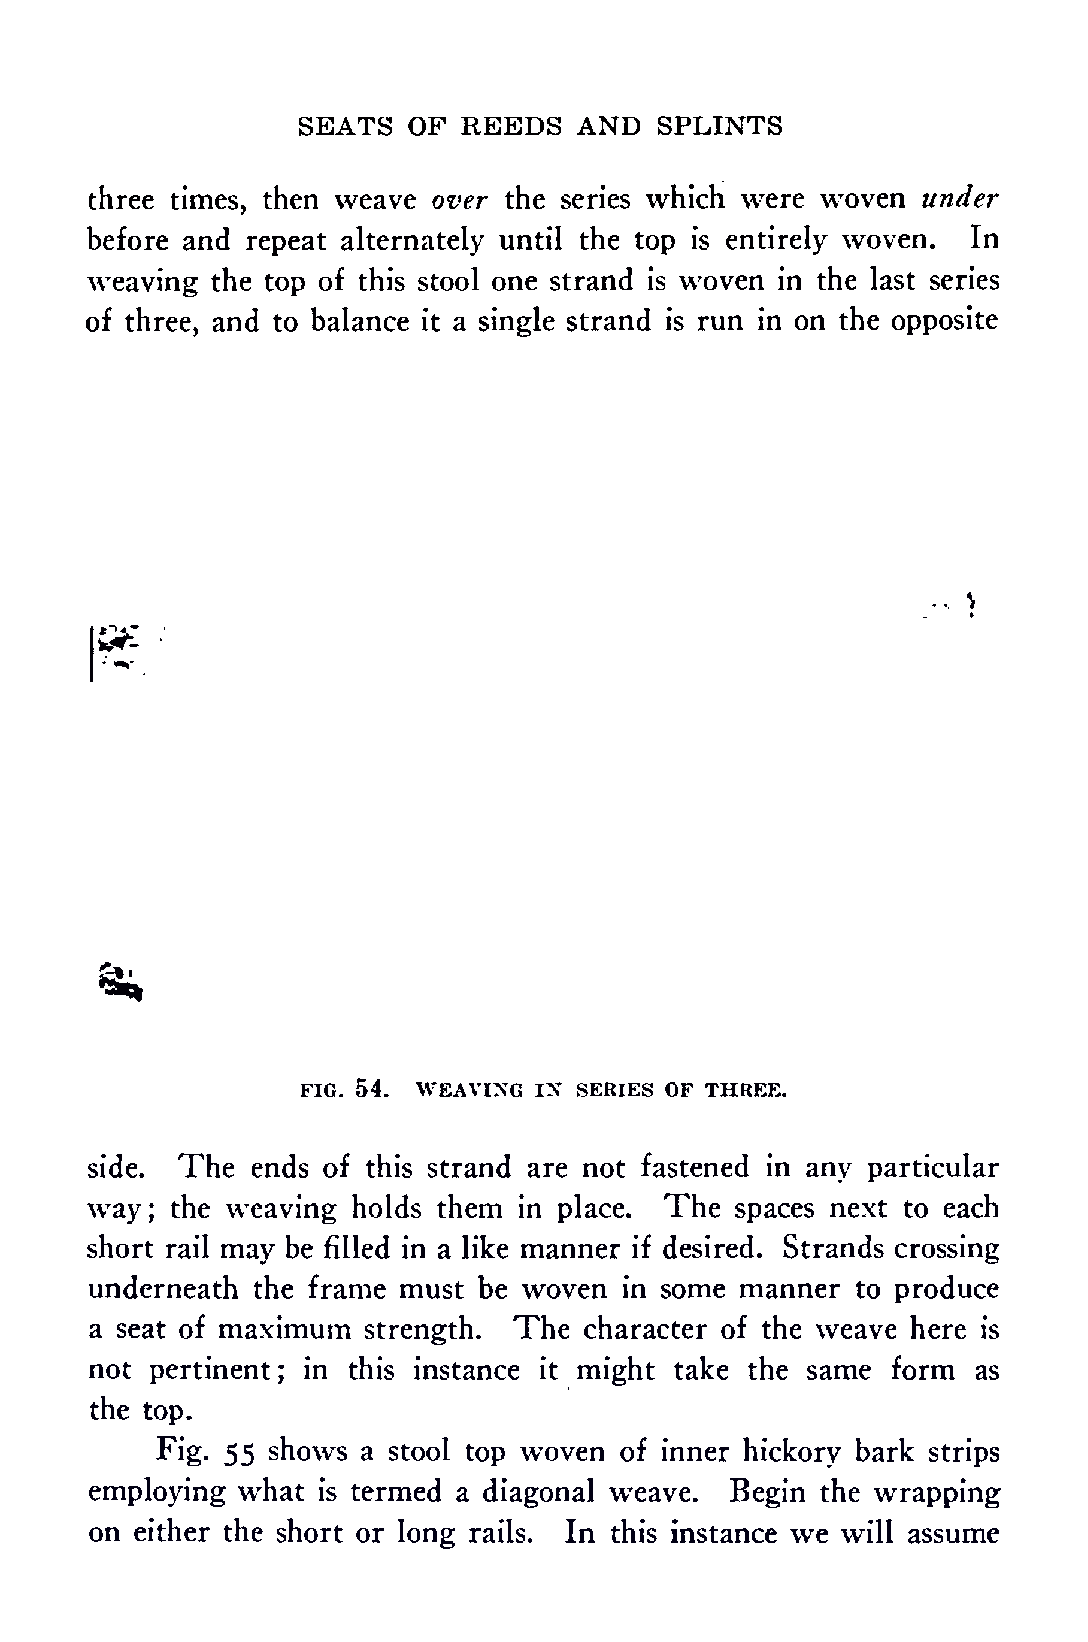 SEATS OF REEDS AND SPLINTS
three times, then weave over the series which were woven under
before and repeat alternately until the top is entirely woven. In
weaving the top of this stool one strand is woven in the last series
of three, and to balance it a single strand is run in on the opposite
FIG. 54. WEAVING IN SERIES OF THREE.
side. The ends of this strand are not fastened in any particular
way; the weaving holds them in place. The spaces next to each
short rail may be filled in a like manner if desired. Strands crossing
underneath the frame must be woven in some manner to produce
a seat of maximum strength. The character of the weave here is
not pertinent; in this instance it might take the same form as
the top.
Fig. 55 shows a stool top woven of inner hickory bark strips
employing what is termed a diagonal weave. Begin the wrapping
on either the short or long rails. In this instance we will assume